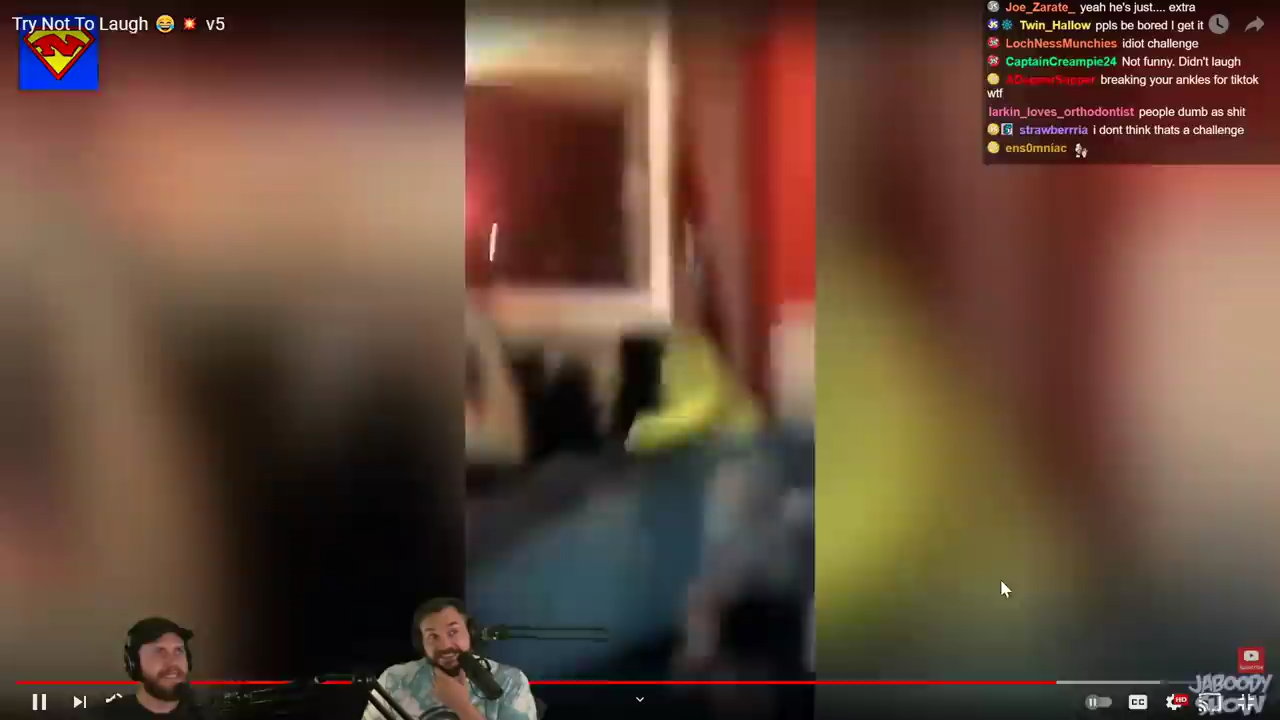 Try Not To Laugh 😂 💥 v5
N
Joe_Zarate_ yeah he's just.... extra
Twin_Hallow ppls be bored I get it
LochNessMunchies idiot challenge
CaptainCreampie24 Not funny. Didn't laugh
breaking your ankles for tiktok
wtf
larkin_loves_orthodontist people dumb as shit
strawberrria i dont think thats a challenge
ens0mniac
JABOODY
SHOW
CC
HD